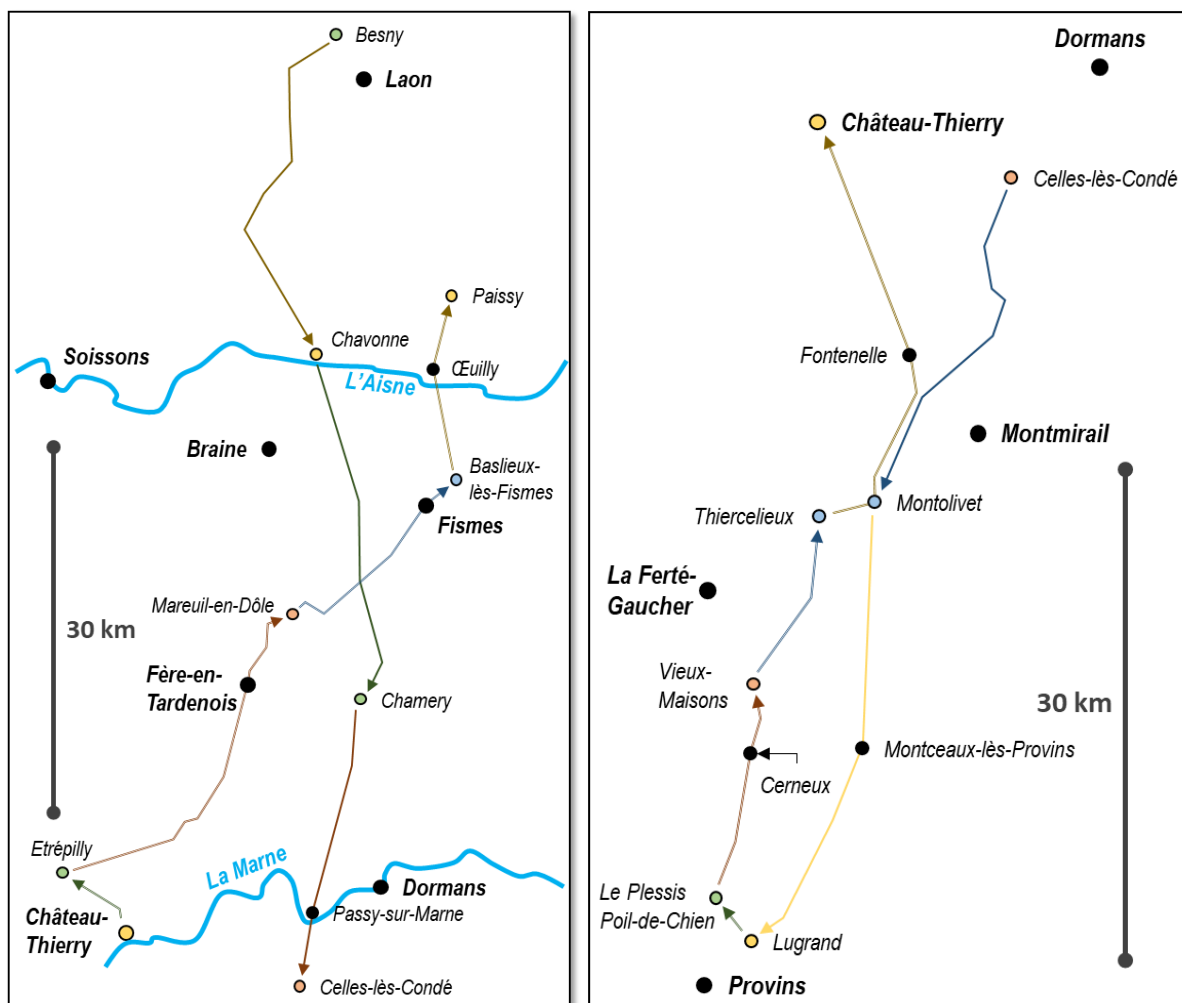 Besny
Laon
Paissy
Chavonne
Soissons
Œuilly
L'Aisne
Braine
Baslieux-
lès-Fismes
Fismes
Mareuil-en-Dôle
30 km
Fère-en-
Tardenois
Chamery
Etrépilly
La Marne
Dormans
Château-
Thierry
Passy-sur-Marne
Celles-lès-Condé
Dormans
Château-Thierry
Celles-lès-Condé
Fontenelle
Montmirail
Montolivet
Thiercelieux
La Ferté-
Gaucher
Vieux-
Maisons
30 km
Montceaux-lès-Provins
Cerneux
Le Plessis
Poil-de-Chien
Lugrand
Provins